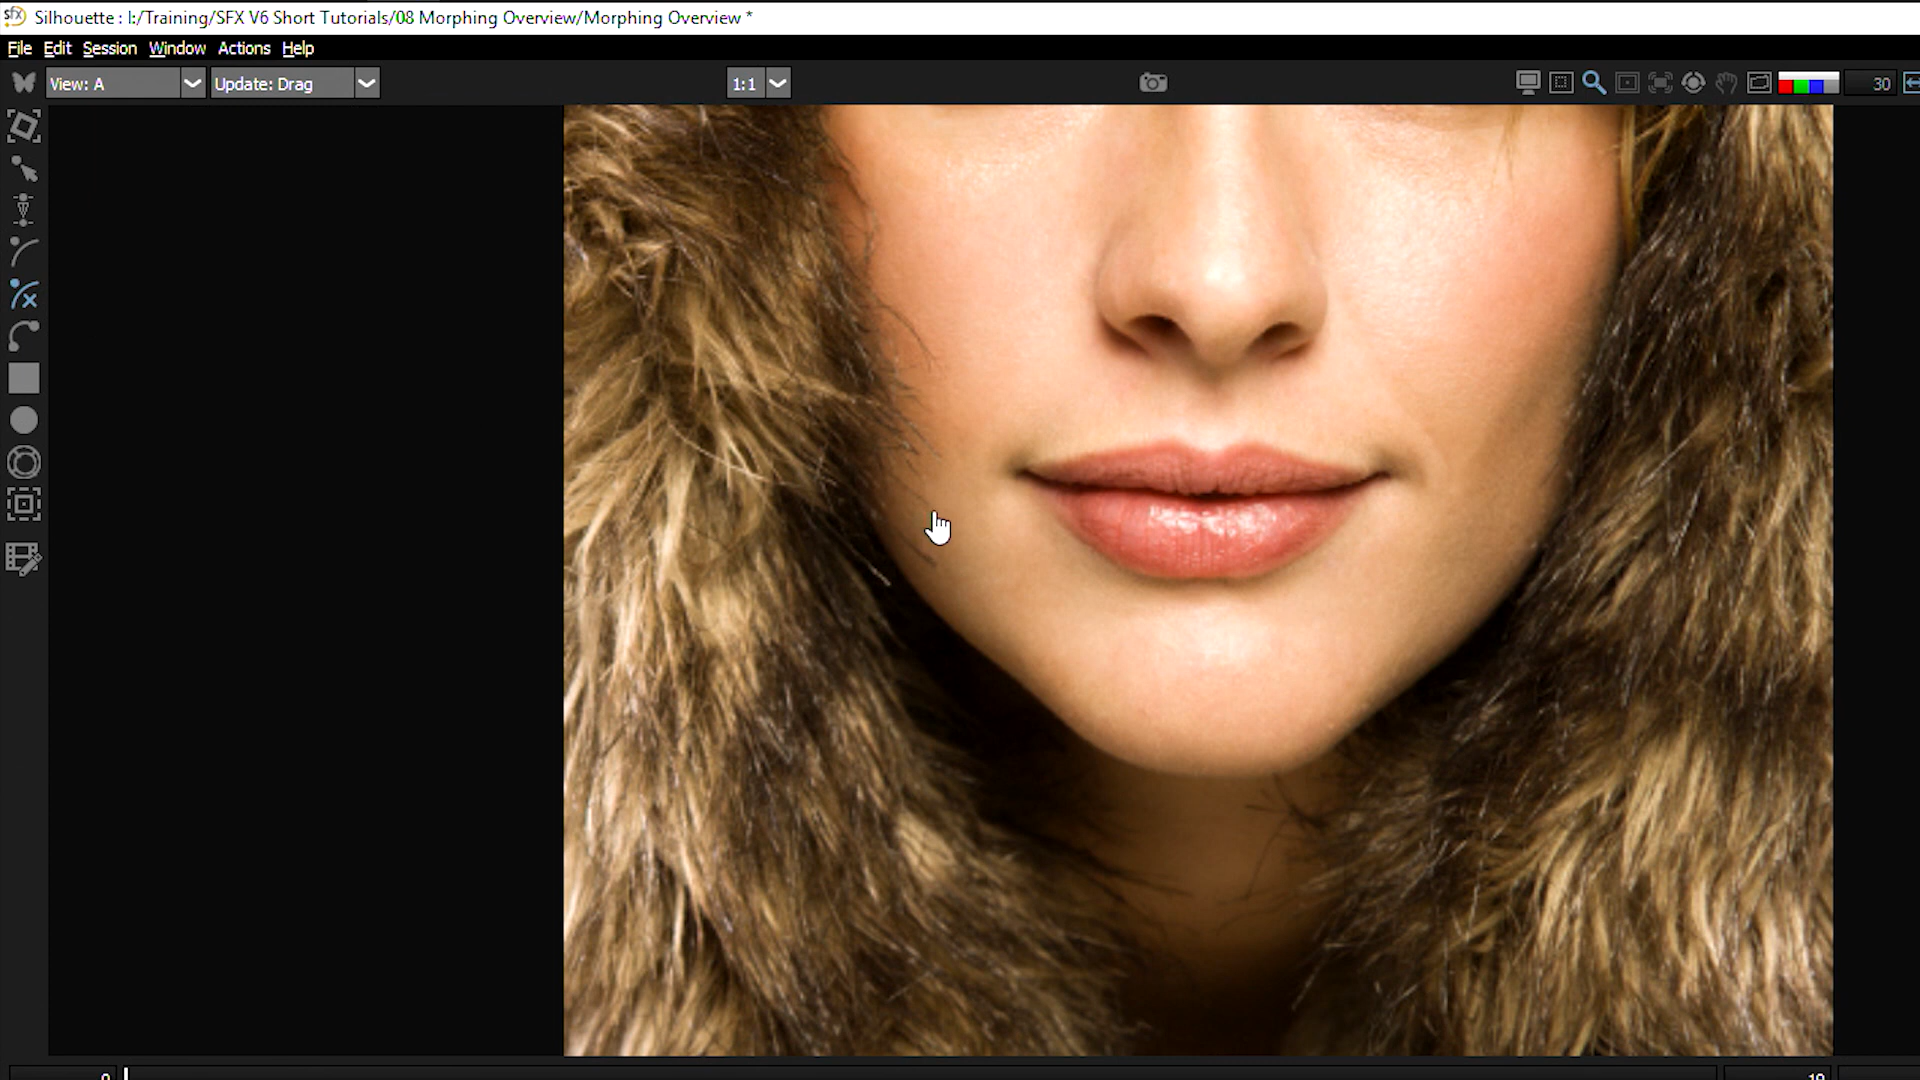 sfx Silhouette : I:/Training/SFX V6 Short Tutorials/08 Morphing Overview/Morphing Overview *
File Edit Session Window Actions Help
View: A Update: Drag 1:1 30